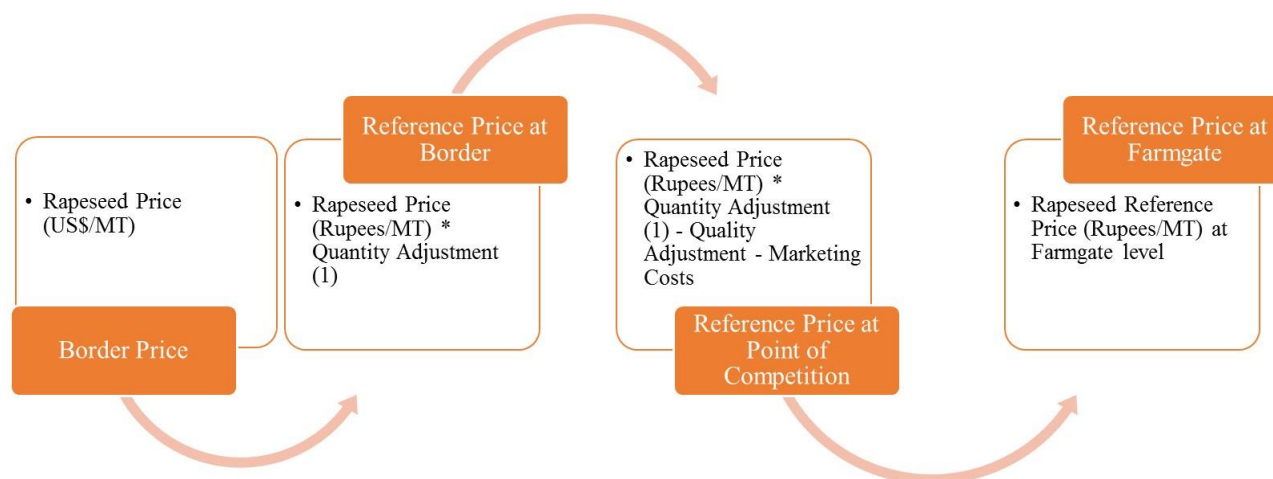 • Rapeseed Price
(US$/MT)
Border Price
Reference Price at
Border
• Rapeseed Price
(Rupees/MT) *
Quantity Adjustment
(1)
• Rapeseed Price
(Rupees/MT) *
Quantity Adjustment
(1) - Quality
Adjustment - Marketing
Costs
Reference Price at
Point of
Competition
Reference Price at
Farmgate
• Rapeseed Reference
Price (Rupees/MT) at
Farmgate level